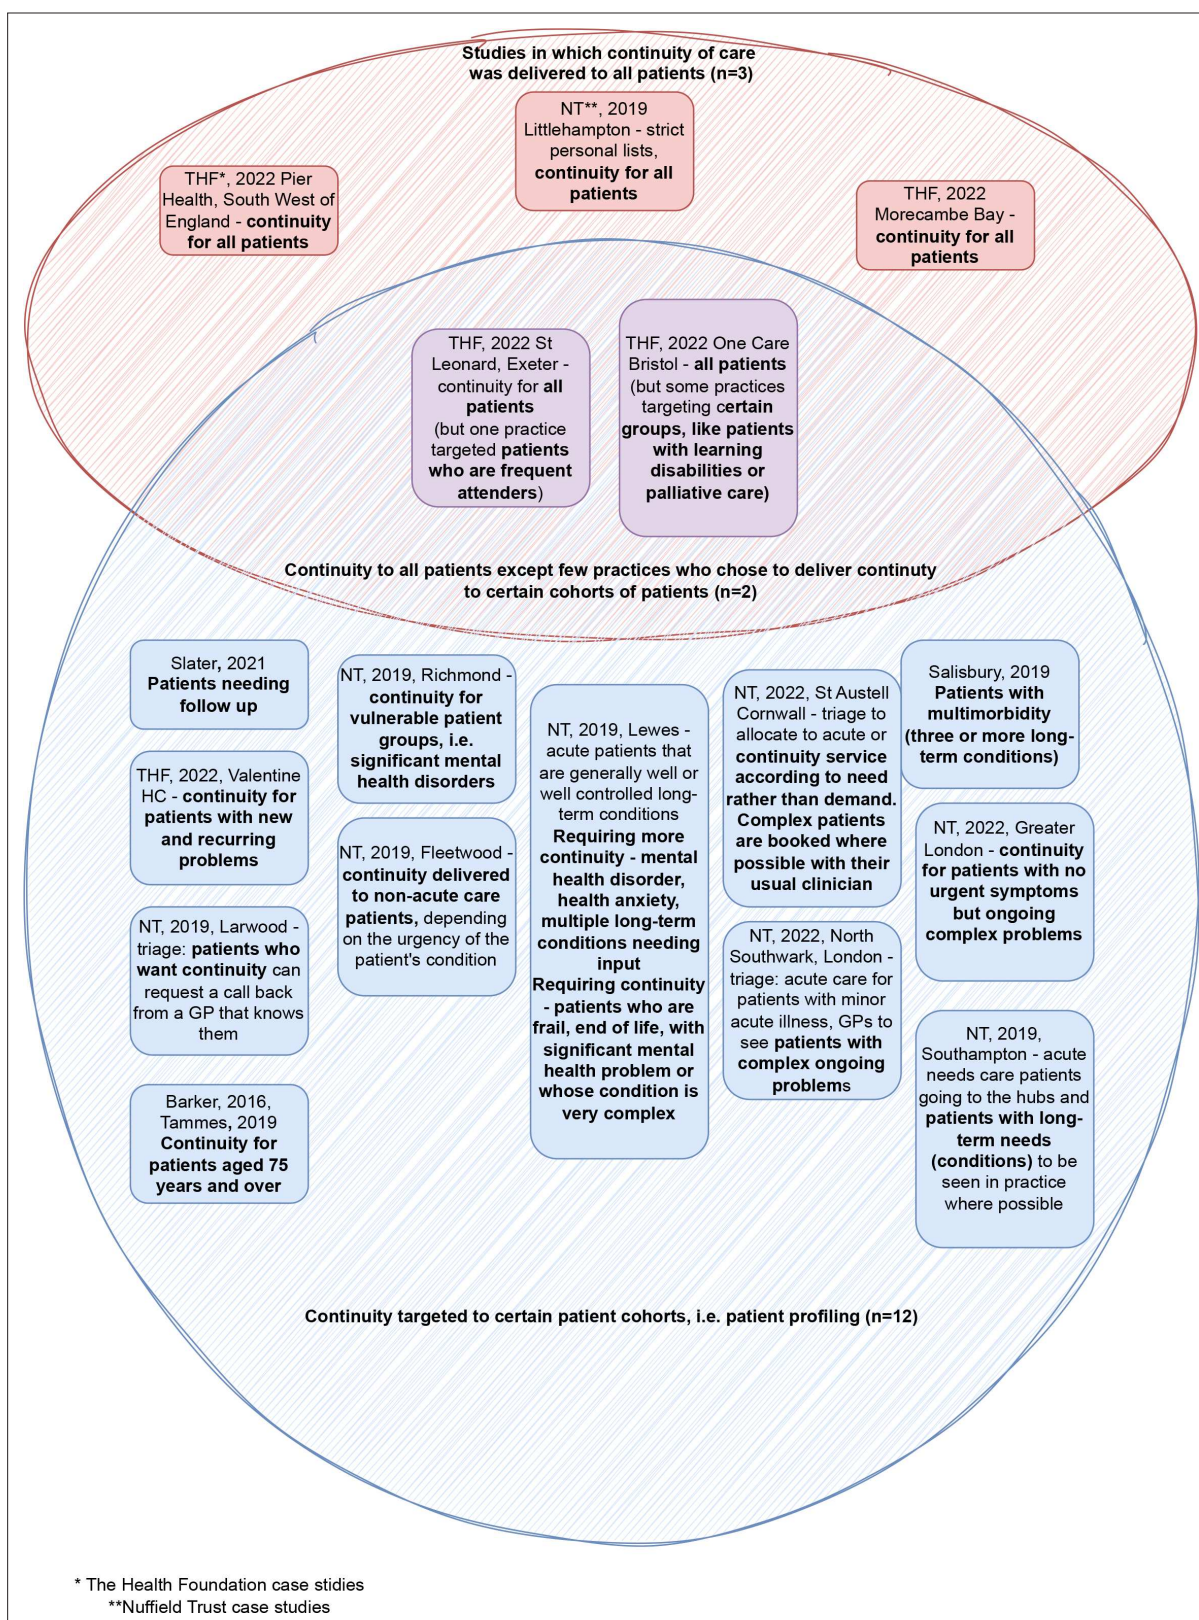 Studies in which continuity of care
was delivered to all patients (n=3)
NT**, 2019
Littlehampton - strict
personal lists,
continuity for all
patients
THF*, 2022 Pier
Health, South West of
England - continuity
for all patients
THF, 2022
Morecambe Bay -
continuity for all
patients
THF, 2022 St
Leonard, Exeter -
continuity for all
patients
(but one practice
targeted patients
who are frequent
attenders)
THF, 2022 One Care
Bristol - all patients
(but some practices
targeting certain
groups, like patients
with learning
disabilities or
palliative care)
Continuity to all patients except few practices who chose to deliver continuty
to certain cohorts of patients (n=2)
Slater, 2021
Patients needing
follow up
THF, 2022, Valentine
HC - continuity for
patients with new
and recurring
problems
NT, 2019, Larwood -
triage: patients who
want continuity can
request a call back
from a GP that knows
them
Barker, 2016,
Tammes, 2019
Continuity for
patients aged 75
years and over
NT, 2019, Richmond -
continuity for
vulnerable patient
groups, i.e.
significant mental
health disorders
NT, 2019, Fleetwood -
continuity delivered
to non-acute care
patients, depending
on the urgency of the
patient's condition
NT, 2019, Lewes -
acute patients that
are generally well or
well controlled long-
term conditions
Requiring more
continuity - mental
health disorder,
health anxiety,
multiple long-term
conditions needing
input
Requiring continuity
- patients who are
frail, end of life, with
significant mental
health problem or
whose condition is
very complex
NT, 2022, St Austell
Cornwall - triage to
allocate to acute or
continuity service
according to need
rather than demand.
Complex patients
are booked where
possible with their
usual clinician
NT, 2022, North
Southwark, London -
triage: acute care for
patients with minor
acute illness, GPs to
see patients with
complex ongoing
problems
Salisbury, 2019
Patients with
multimorbidity
(three or more long-
term conditions)
NT, 2022, Greater
London - continuity
for patients with no
urgent symptoms
but ongoing
complex problems
NT, 2019,
Southampton - acute
needs care patients
going to the hubs and
patients with long-
term needs
(conditions) to be
seen in practice
where possible
Continuity targeted to certain patient cohorts, i.e. patient profiling (n=12)
* The Health Foundation case stidies
**Nuffield Trust case studies